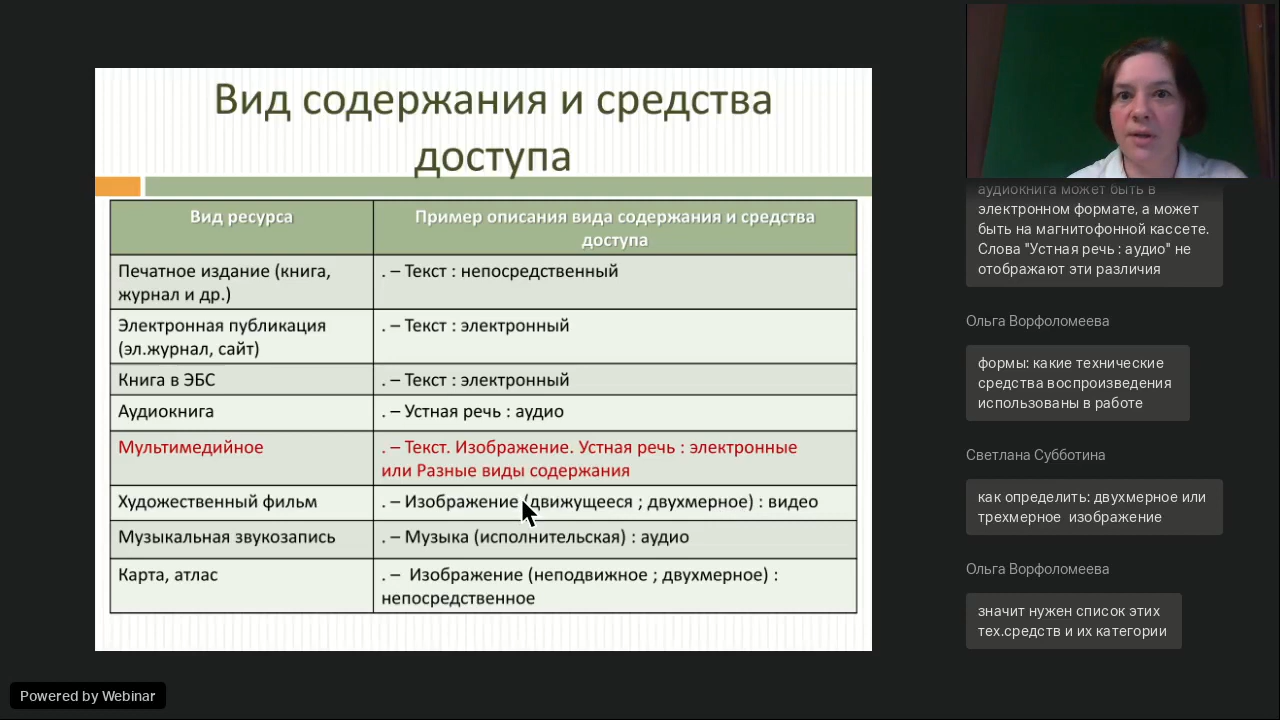 Вид содержания и средства
доступа
Вид ресурса
Пример описания вида содержания и средства
доступа
Печатное издание (книга,
журнал и др.)
. – Текст : непосредственный
Электронная публикация
(эл.журнал, сайт)
. – Текст : электронный
Книга в ЭБС
. – Текст : электронный
Аудиокнига
. – Устная речь : аудио
Мультимедийное
. – Текст. Изображение. Устная речь : электронные
или Разные виды содержания
Художественный фильм
. – Изображение (движущееся ; двухмерное) : видео
Музыкальная звукозапись
. – Музыка (исполнительская) : аудио
Карта, атлас
. – Изображение (неподвижное ; двухмерное) :
непосредственное
аудиокнига может быть в
электронном формате, а может
быть на магнитофонной кассете.
Слова "Устная речь : аудио" не
отображают эти различия
Ольга Ворфоломеева
формы: какие технические
средства воспроизведения
использованы в работе
Светлана Субботина
как определить: двухмерное или
трехмерное изображение
Ольга Ворфоломеева
значит нужен список этих
тех.средств и их категории
Powered by Webinar